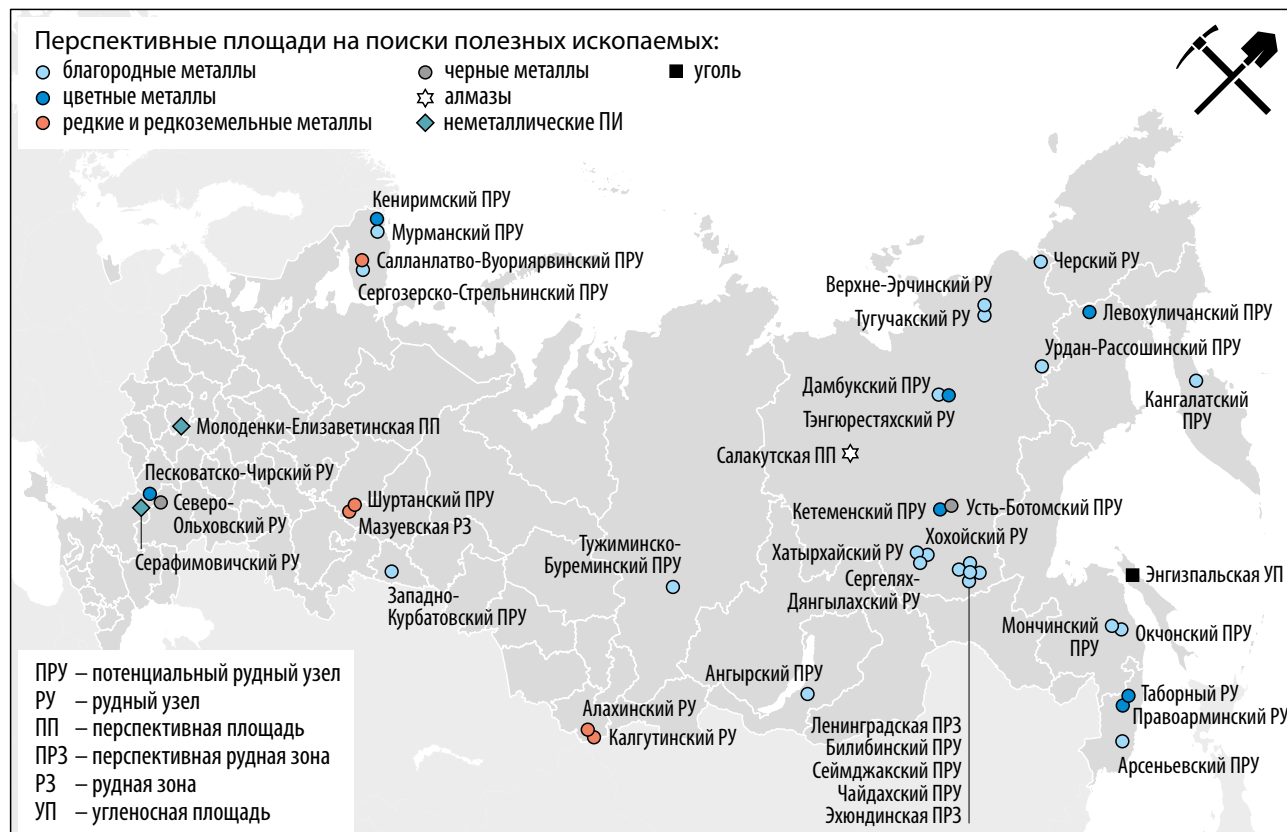 Перспективные площади на поиски полезных ископаемых:
благородные металлы
цветные металлы
редкие и редкоземельные металлы
черные металлы
алмазы
неметаллические ПИ
уголь
Кениримский ПРУ
Мурманский ПРУ
Салланлатво-Вуориярвинский ПРУ
Сергозерско-Стрельнинский ПРУ
Черский РУ
Верхне-Эрчинский РУ
Тугучакский РУ
Левохуличанский ПРУ
Урдан-Рассошинский ПРУ
Дамбукский ПРУ
Тэнгюрестяхский РУ
Кангалатский
ПРУ
Молоденки-Елизаветинская ПП
Салакутская ПП
Песковатско-Чирский РУ
Северо-
Ольховский РУ
Серафимовичский РУ
Шуртанский ПРУ
Мазуевская РЗ
Кетеменский ПРУ
Усть-Ботомский ПРУ
Хохойский РУ
Хатырхайский РУ
Сергелях-
Дянгылахский РУ
Тужиминско-
Буреминский ПРУ
Западно-
Курбатовский ПРУ
Энгизпальская УП
Мончинский
ПРУ
Окчонский ПРУ
Ангырский ПРУ
Алахинский РУ
Калгутинский РУ
Таборный РУ
Правоарминский РУ
Арсеньевский ПРУ
Ленинградская ПРЗ
Билибинский ПРУ
Сеймджакский ПРУ
Чайдахский ПРУ
Эхюндинская ПРЗ
ПРУ – потенциальный рудный узел
РУ – рудный узел
ПП – перспективная площадь
ПРЗ – перспективная рудная зона
РЗ – рудная зона
УП – угленосная площадь